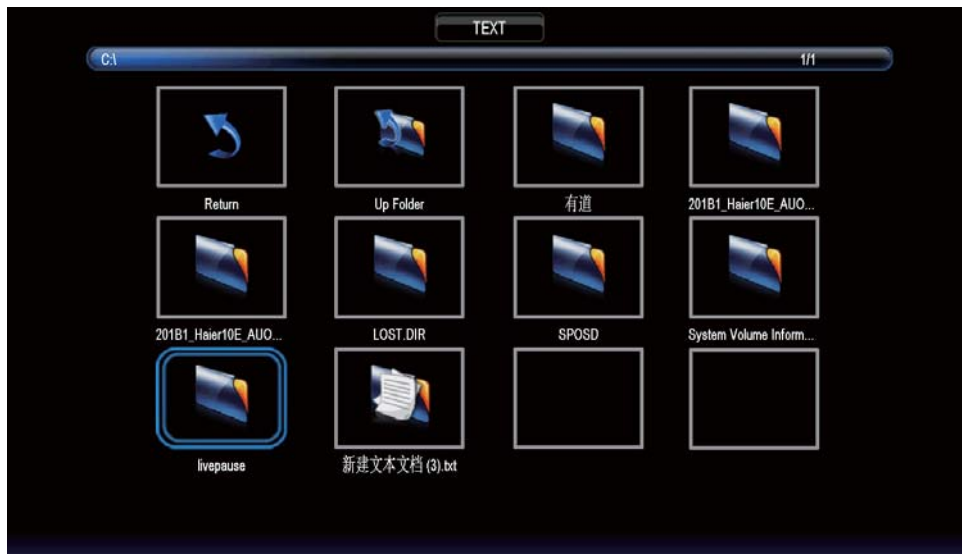 TEXT
C:\ 1/1
Return Up Folder 有道 201B1_Haier10E_AUO...
201B1_Haier10E_AUO... LOST.DIR SPOSD System Volume Inform...
livepause 新建文本文档 (3).txt